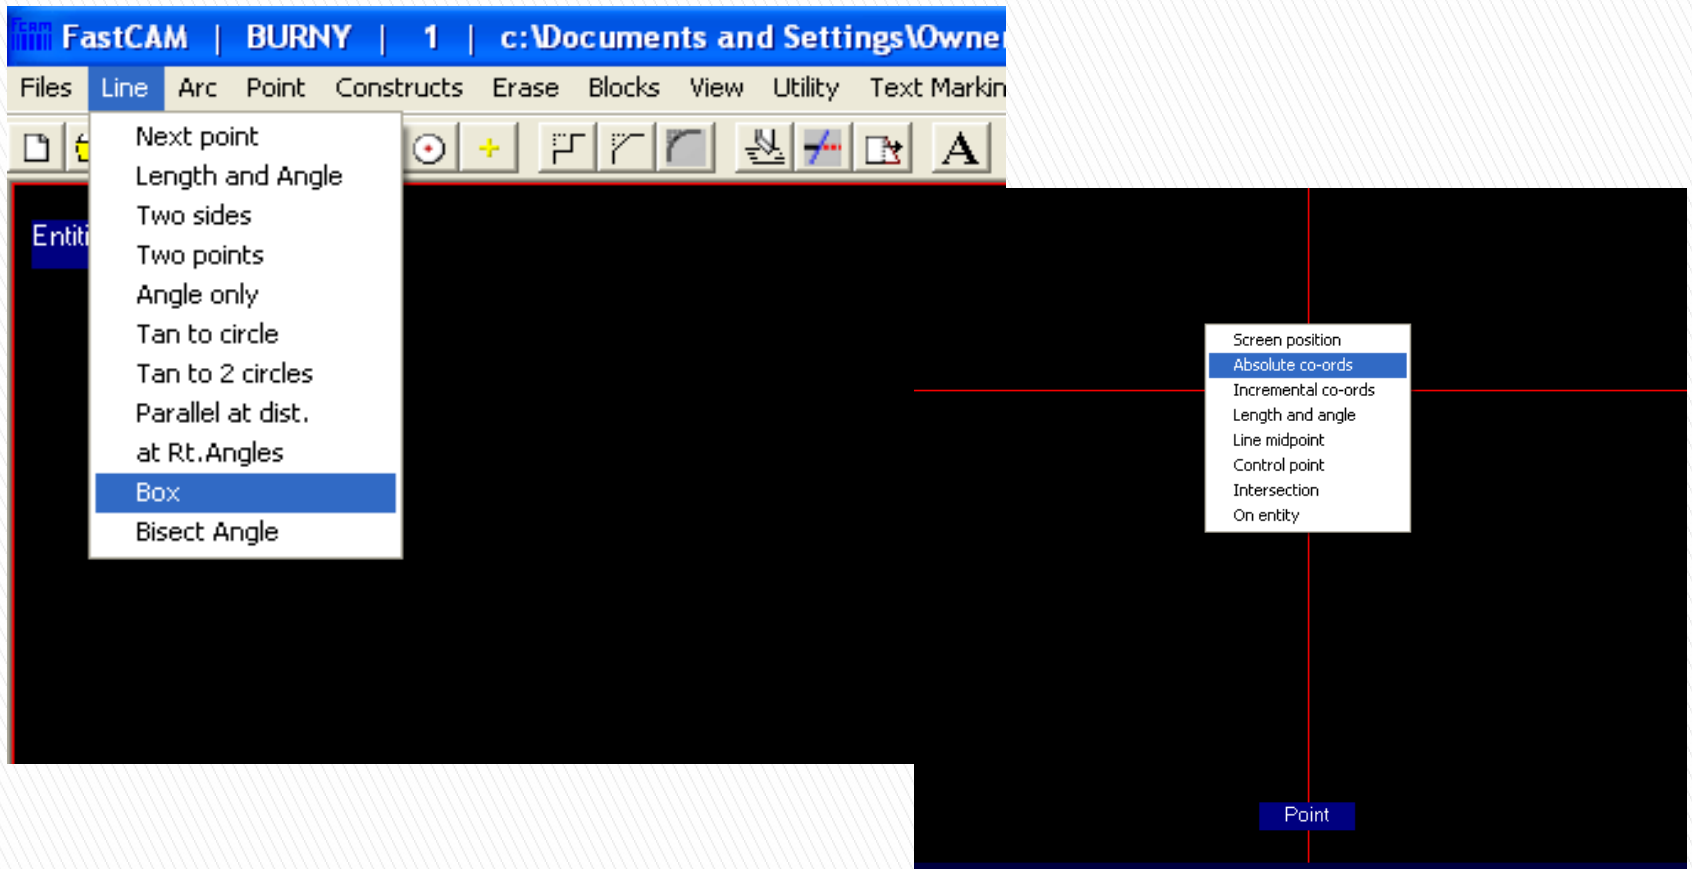 Fcam FastCAM | BURNY | 1 | c:\Documents and Settings\Owner
Files Line Arc Point Constructs Erase Blocks View Utility Text Markin
A
Next point
Length and Angle
Two sides
Entiti
Two points
Angle only
Tan to circle
Tan to 2 circles
Parallel at dist.
at Rt.Angles
Box
Bisect Angle
Screen position
Absolute co-ords
Incremental co-ords
Length and angle
Line midpoint
Control point
Intersection
On entity
Point